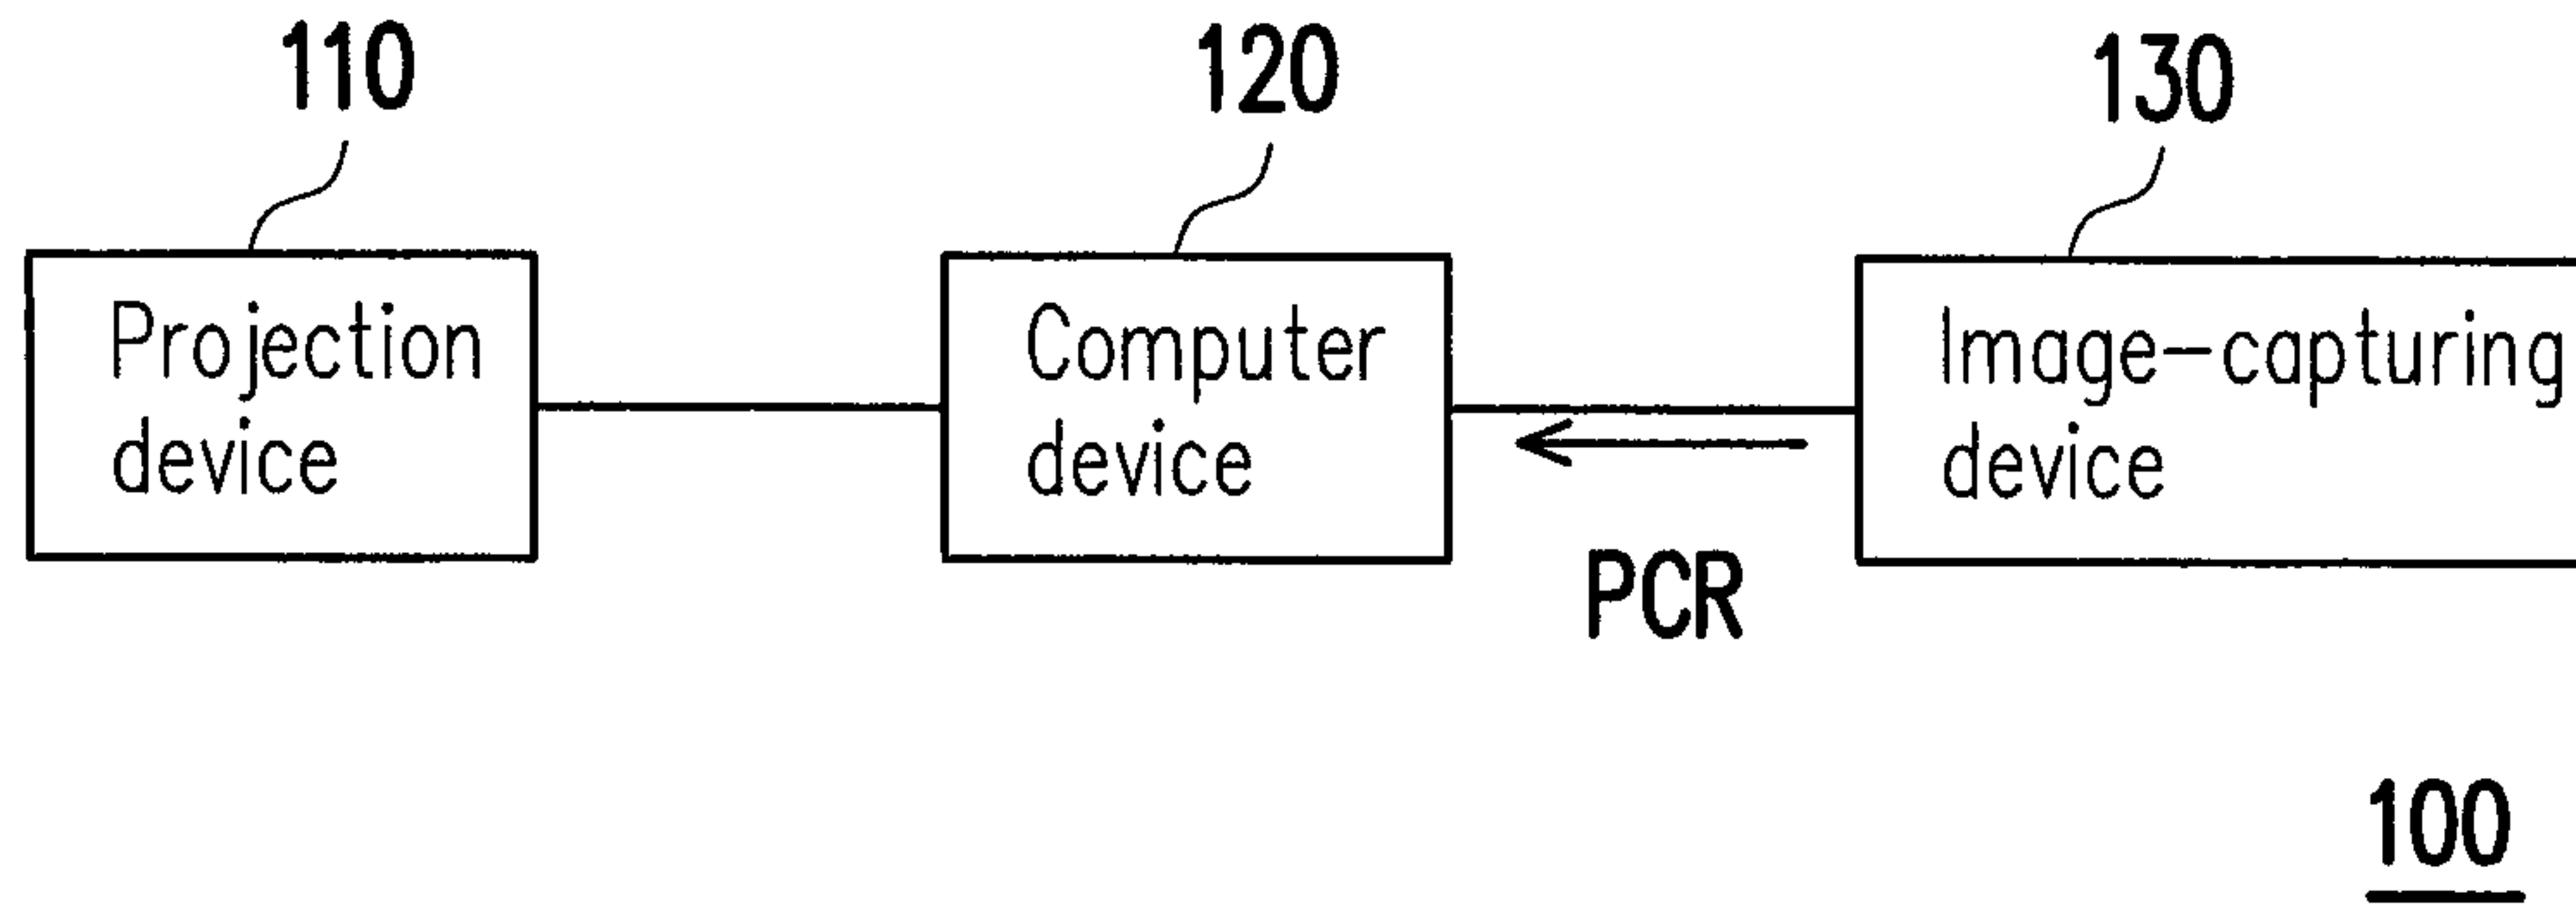 110
120
130
Projection
device
Computer
device
Image-capturing
device
PCR
100